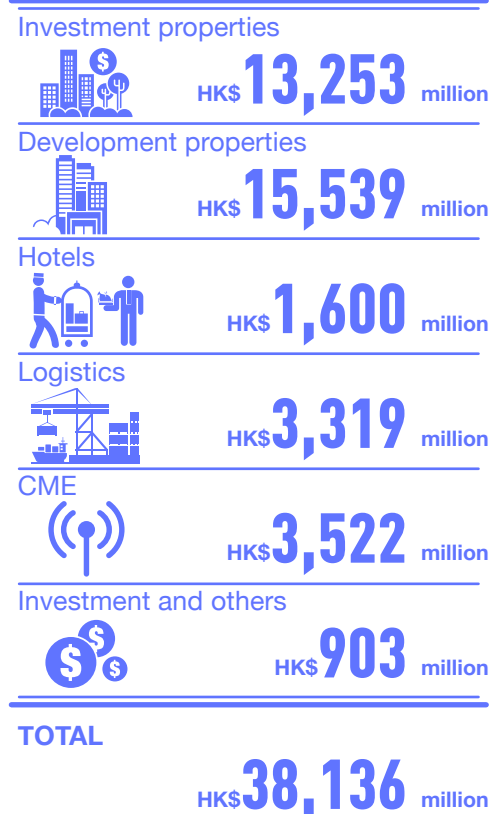 Investment properties
$
HK$ 13,253 million
Development properties
HK$ 15,539 million
Hotels
HK$ 1,600 million
Logistics
HK$ 3,319 million
CME
HK$ 3,522 million
Investment and others
$
$ $
HK$ 903 million
TOTAL
HK$ 38,136 million